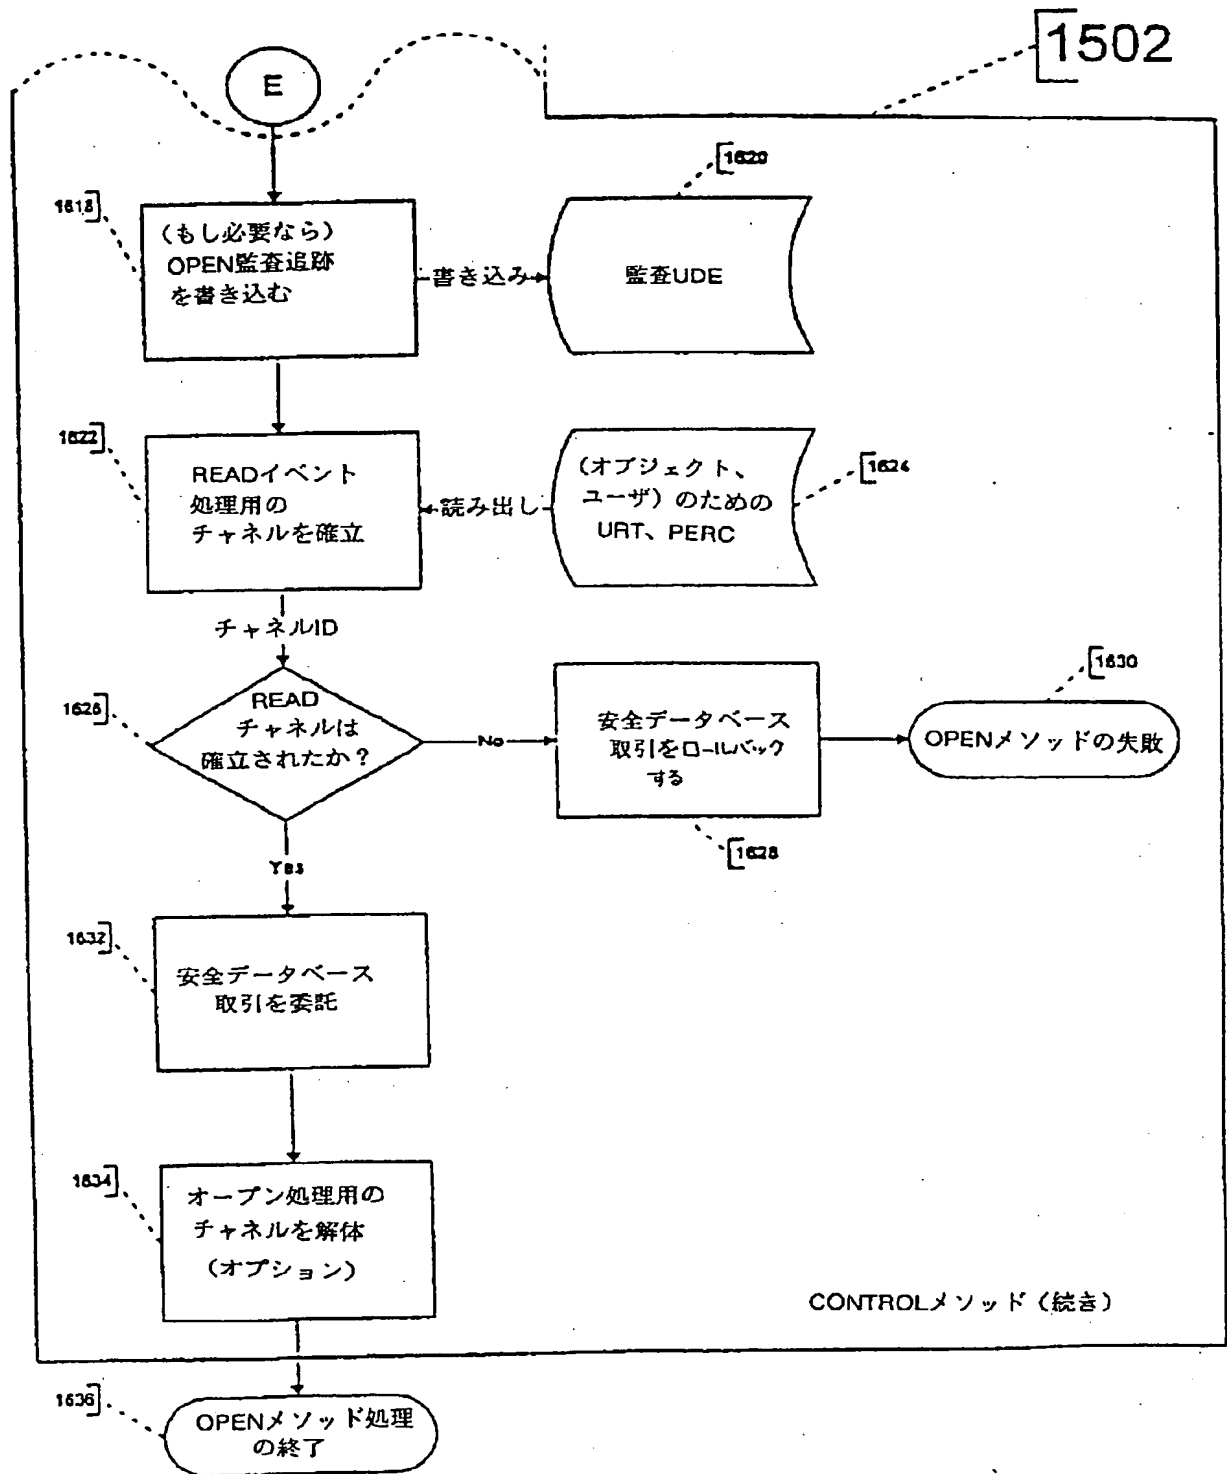 1502
E
1620
1618
(もし必要なら)
OPEN監査追跡
を書き込む
書き込み
監査UDE
1622
READイベント
処理用の
チャネルを確立
読み出し
(オブジェクト、
ユーザ)のための
URT、PERC
1624
チャネルID
1626
READ
チャネルは
確立されたか?
No
安全データベース
取引をロールバック
する
1630
OPENメソッドの失敗
1628
Yes
1632
安全データベース
取引を委託
1634
オープン処理用の
チャネルを解体
(オプション)
CONTROLメソッド(続き)
1636
OPENメソッド処理
の終了